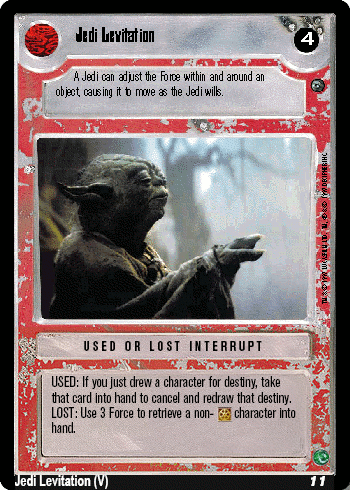 Jedi Levitation
4
A Jedi can adjust the Force within and around an
object, causing it to move as the Jedi wills.
USED OR LOST INTERRUPT
USED: If you just drew a character for destiny, take
that card into hand to cancel and redraw that destiny.
LOST: Use 3 Force to retrieve a non- character into
hand.
Jedi Levitation (V)
11